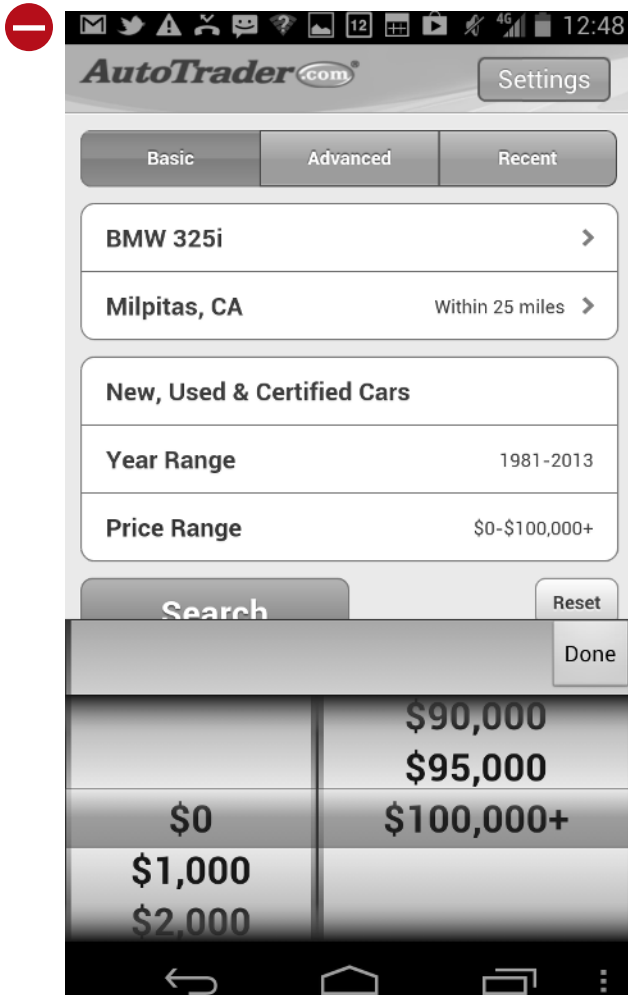 12 4G 12:48
AutoTrader.com®
Settings
Basic Advanced Recent
BMW 325i
Milpitas, CA Within 25 miles
New, Used & Certified Cars
Year Range 1981-2013
Price Range $0-$100,000+
Search Reset
Done
$90,000
$95,000
$0 $100,000+
$1,000
$2,000